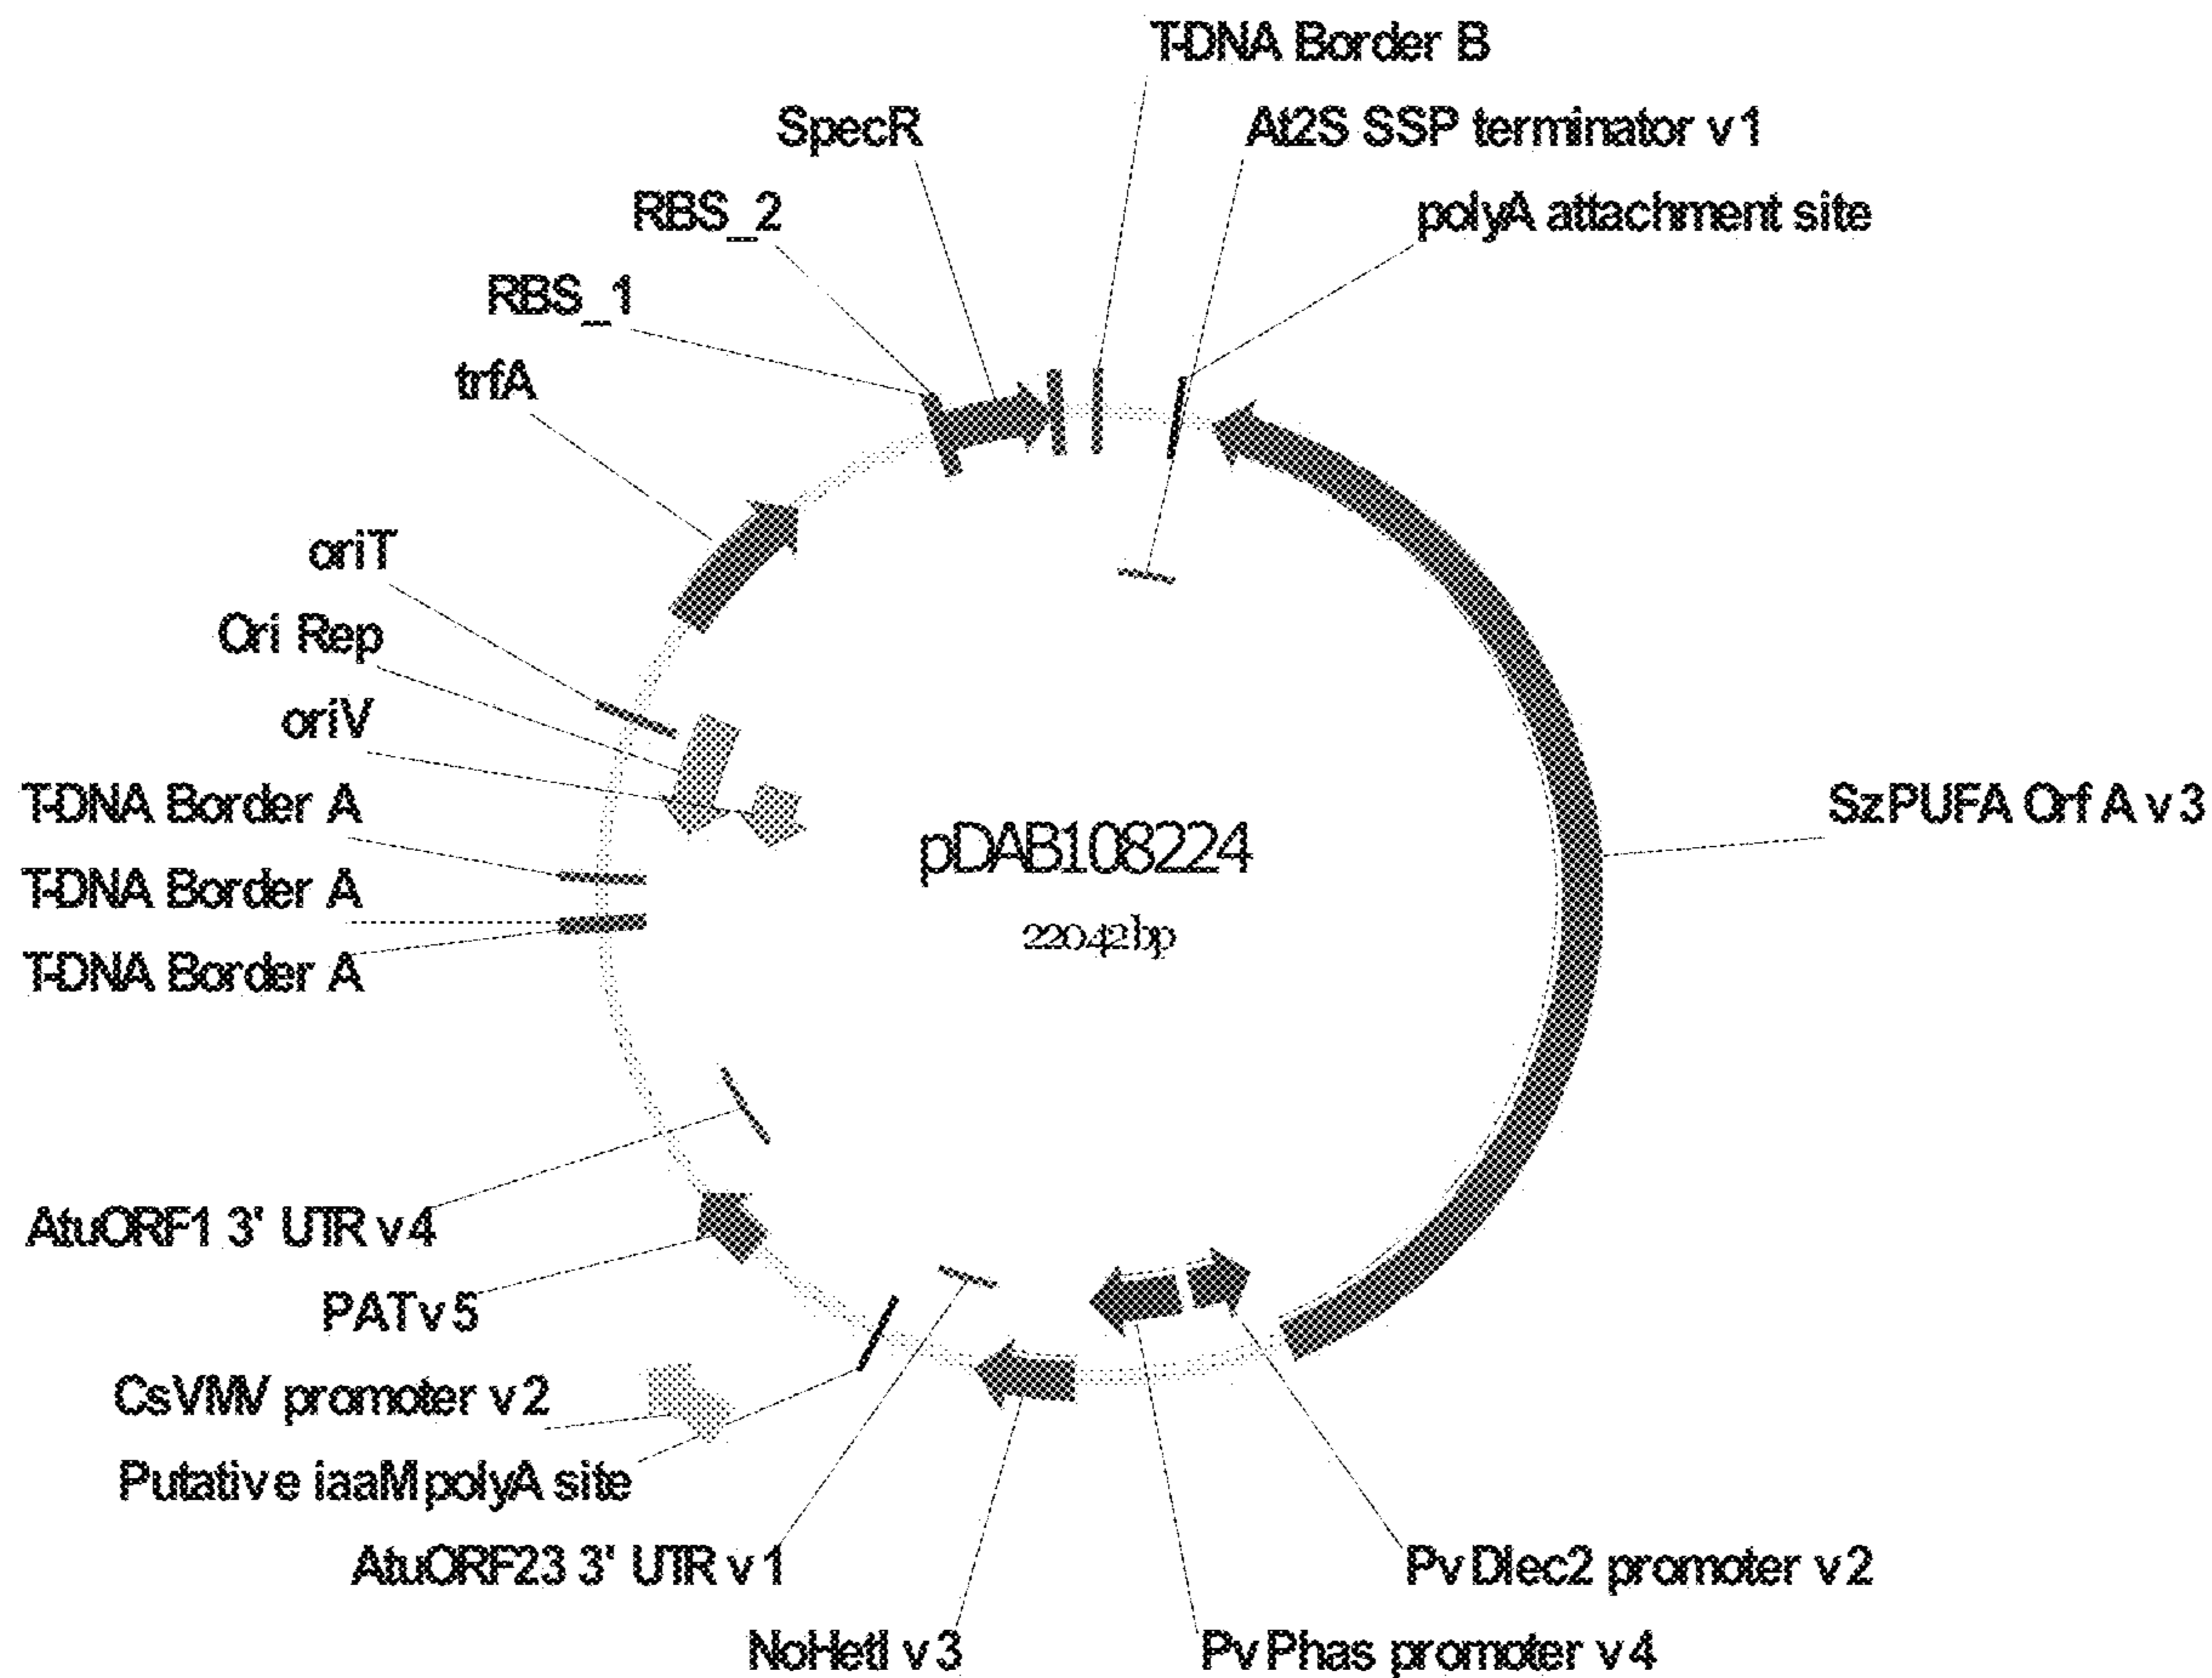 T-DNA Border B
SpecR
At2S SSP terminator v1
RBS_2
polyA attachment site
RBS_1
trfA
oriT
Ori Rep
oriV
T-DNA Border A
SzPUFA Orf A v3
T-DNA Border A
pDAB108224
22042 bp
T-DNA Border A
AtuORF1 3' UTR v4
PAT v5
CsVMV promoter v2
Putative iaaM polyA site
AtuORF23 3' UTR v1
PvDlec2 promoter v2
NoHetI v3
PvPhas promoter v4